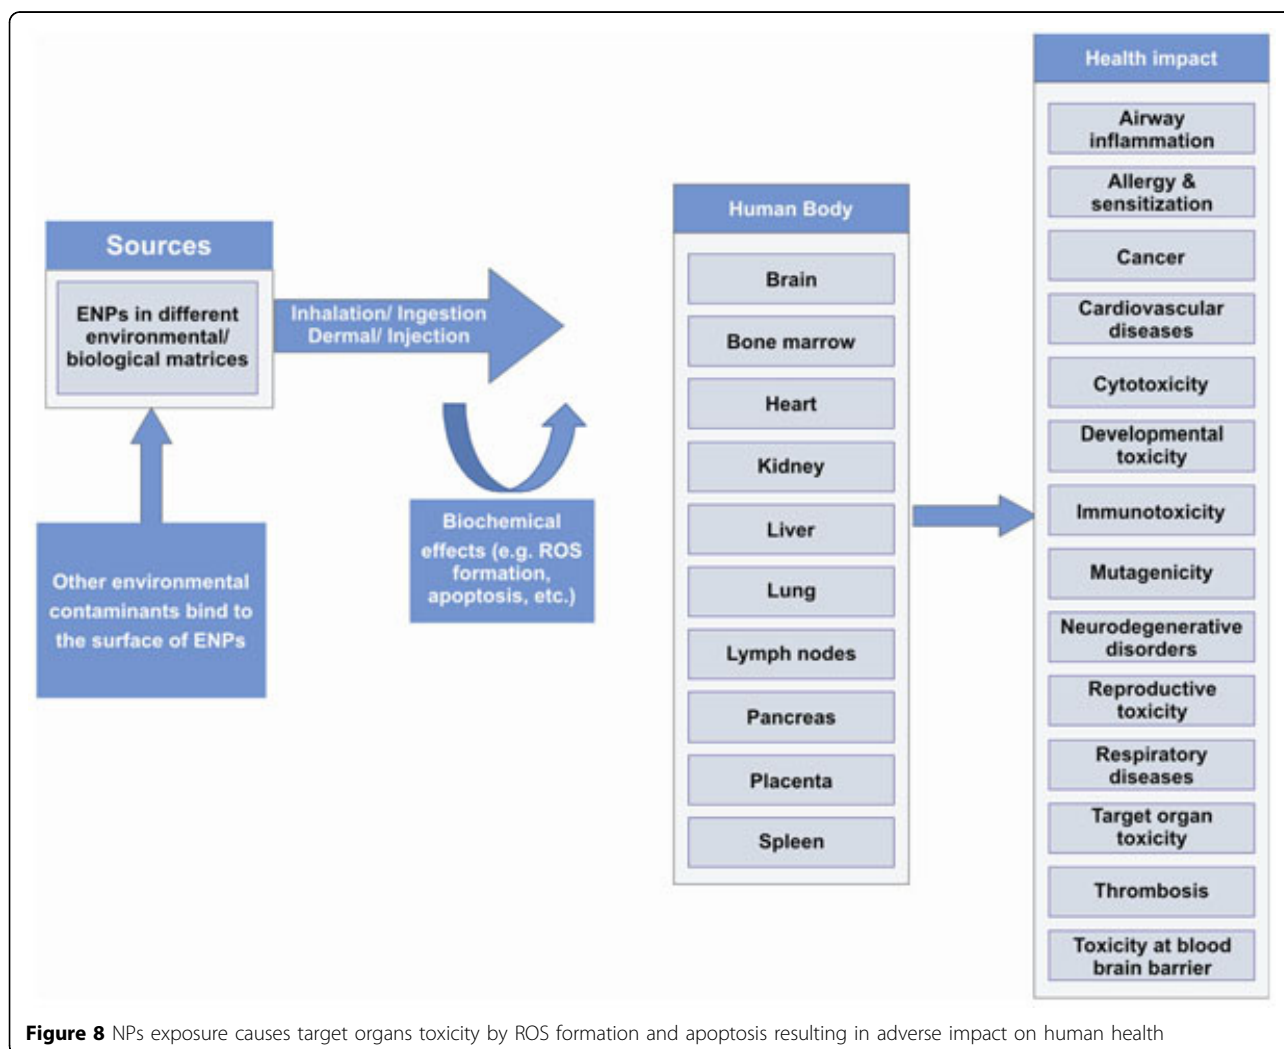 Sources
ENPs in different
environmental/
biological matrices
Other environmental
contaminants bind to
the surface of ENPs
Inhalation/ Ingestion
Dermal/ Injection
Biochemical
effects (e.g. ROS
formation,
apoptosis, etc.)
Human Body
Brain
Bone marrow
Heart
Kidney
Liver
Lung
Lymph nodes
Pancreas
Placenta
Spleen
Health impact
Airway
inflammation
Allergy &
sensitization
Cancer
Cardiovascular
diseases
Cytotoxicity
Developmental
toxicity
Immunotoxicity
Mutagenicity
Neurodegenerative
disorders
Reproductive
toxicity
Respiratory
diseases
Target organ
toxicity
Thrombosis
Toxicity at blood
brain barrier
Figure 8 NPs exposure causes target organs toxicity by ROS formation and apoptosis resulting in adverse impact on human health